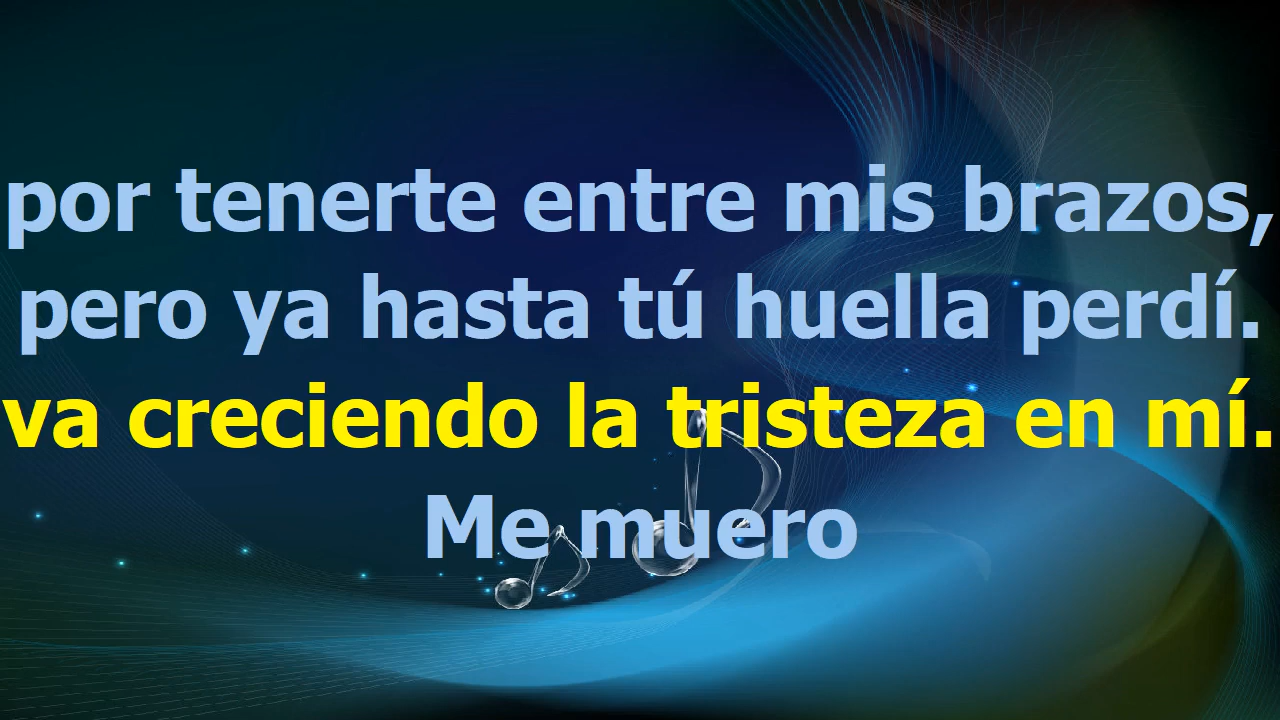 por tenerte entre mis brazos,
pero ya hasta tú huella perdí.
va creciendo la tristeza en mí.
Me muero